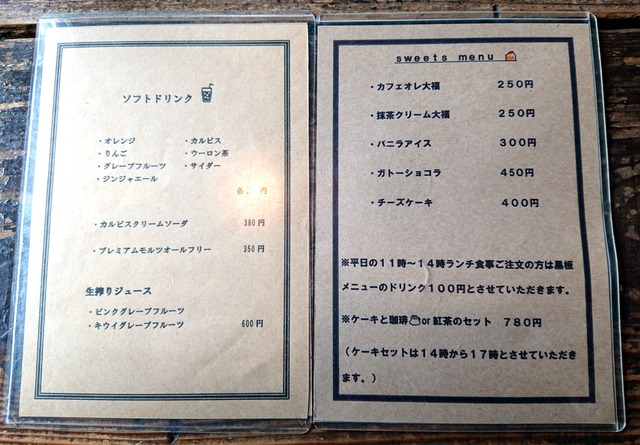 ソフトドリンク
・オレンジ ・カルピス
・りんご ・ウーロン茶
・グレープフルーツ ・サイダー
・ジンジャエール
各 円
・カルピスクリームソーダ 380円
・プレミアムモルツオールフリー 350円
生搾りジュース
・ピンクグレープフルーツ
・キウイグレープフルーツ 600円
sweets menu
・カフェオレ大福 250円
・抹茶クリーム大福 250円
・バニラアイス 300円
・ガトーショコラ 450円
・チーズケーキ 400円
※平日の11時～14時ランチ食事ご注文の方は黒板
メニューのドリンク100円とさせていただきます。
※ケーキと珈琲☕or 紅茶のセット 780円
（ケーキセットは14時から17時とさせていただき
ます。）